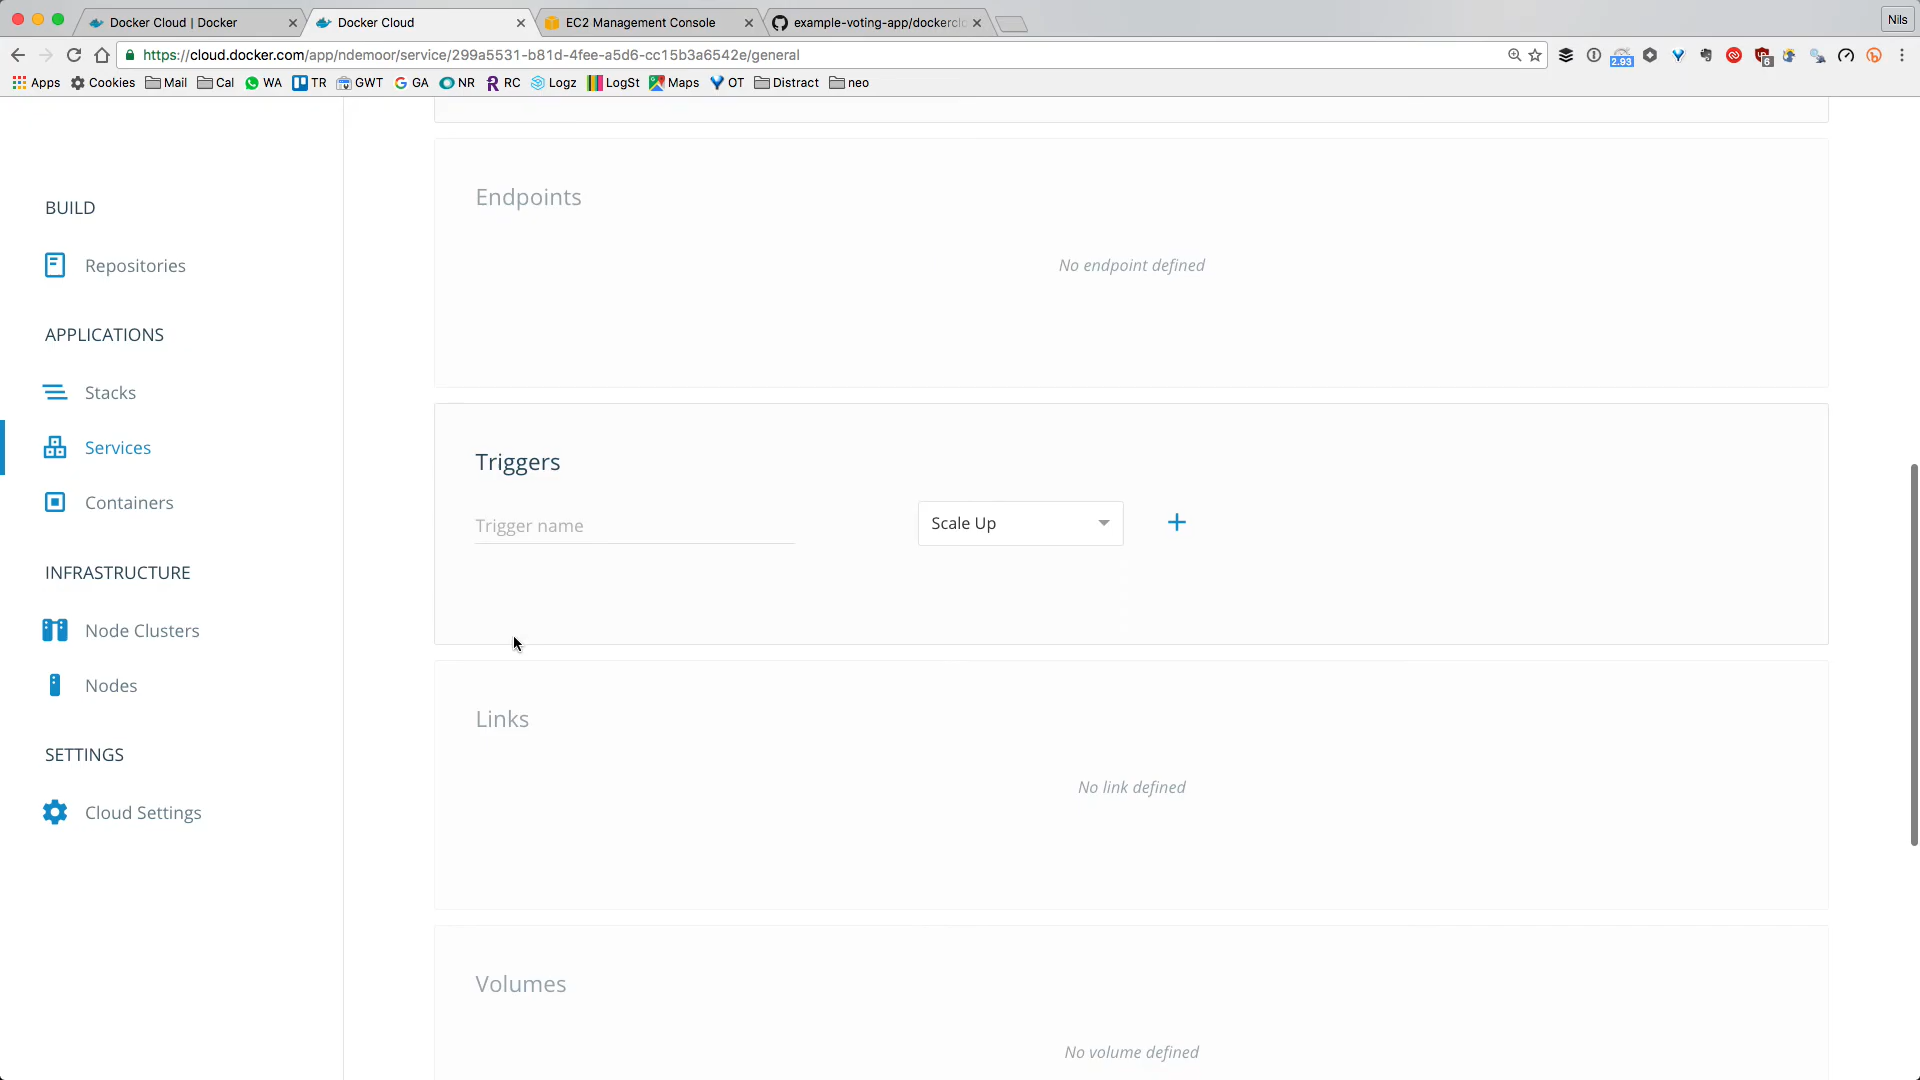 Docker Cloud | Docker
Docker Cloud
EC2 Management Console
example-voting-app/dockerclo
Nils
https://cloud.docker.com/app/ndemoor/service/299a5531-b81d-4fee-a5d6-cc15b3a6542e/general
2.93
6
Apps Cookies Mail Cal WA TR GWT GA NR RC Logz LogSt Maps OT Distract neo
BUILD
Repositories
APPLICATIONS
Stacks
Services
Containers
INFRASTRUCTURE
Node Clusters
Nodes
SETTINGS
Cloud Settings
Endpoints
No endpoint defined
Triggers
Trigger name
Scale Up
Links
No link defined
Volumes
No volume defined